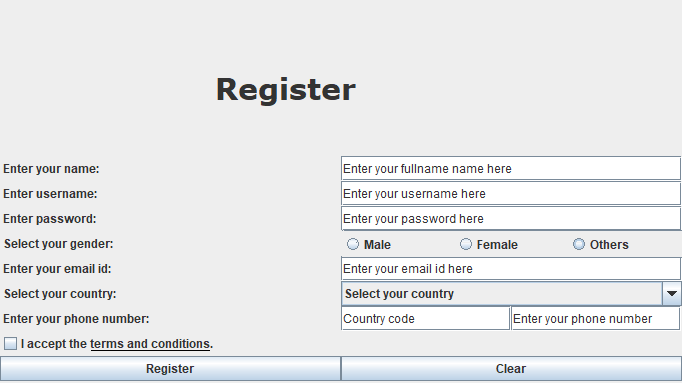 Register
Enter your name: Enter your fullname name here
Enter username: Enter your username here
Enter password: Enter your password here
Select your gender: Male Female Others
Enter your email id: Enter your email id here
Select your country: Select your country
Enter your phone number: Country code Enter your phone number
I accept the terms and conditions.
Register Clear